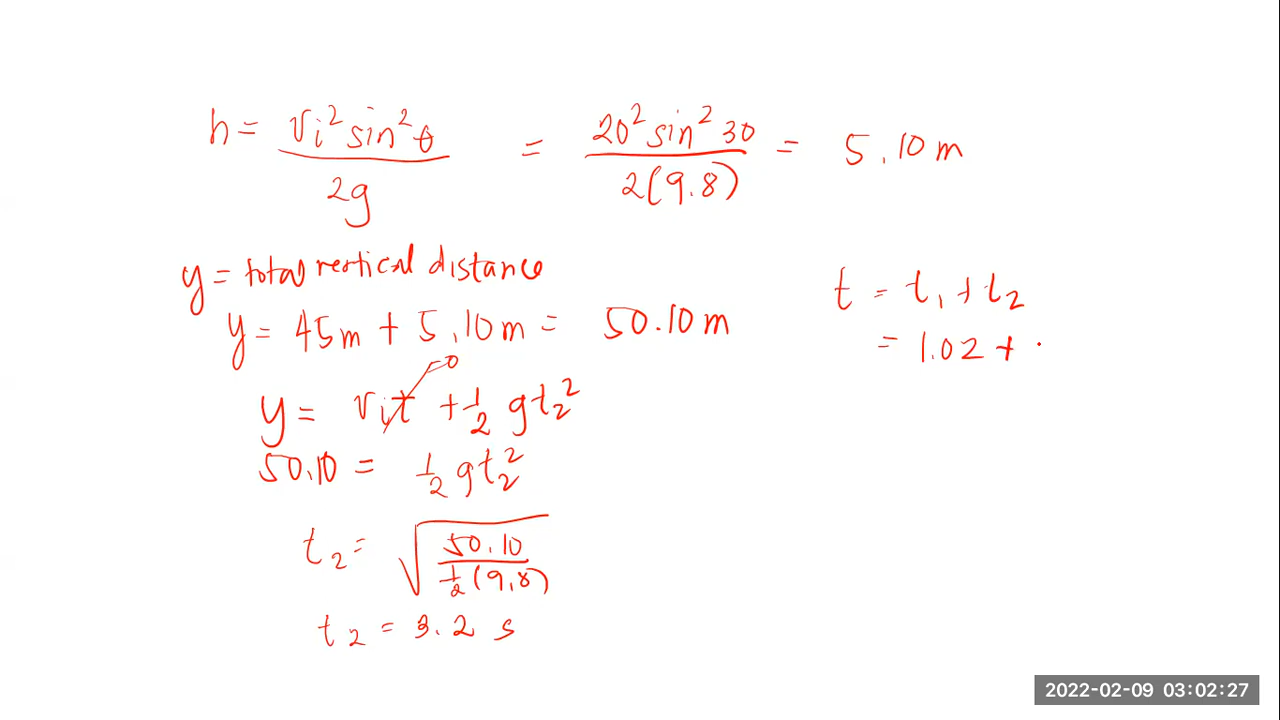 h = vi² sin²θ / 2g = 20² sin² 30 / 2(9.8) = 5.10 m
y = total vertical distance
y = 45m + 5.10m = 50.10 m
y = vit + 1/2 gt₂²
=0
50.10 = 1/2 gt₂²
t₂ = √(50.10 / 1/2 (9.8))
t₂ = 3.2 s
t = t₁ + t₂
= 1.02 +
2022-02-09 03:02:27